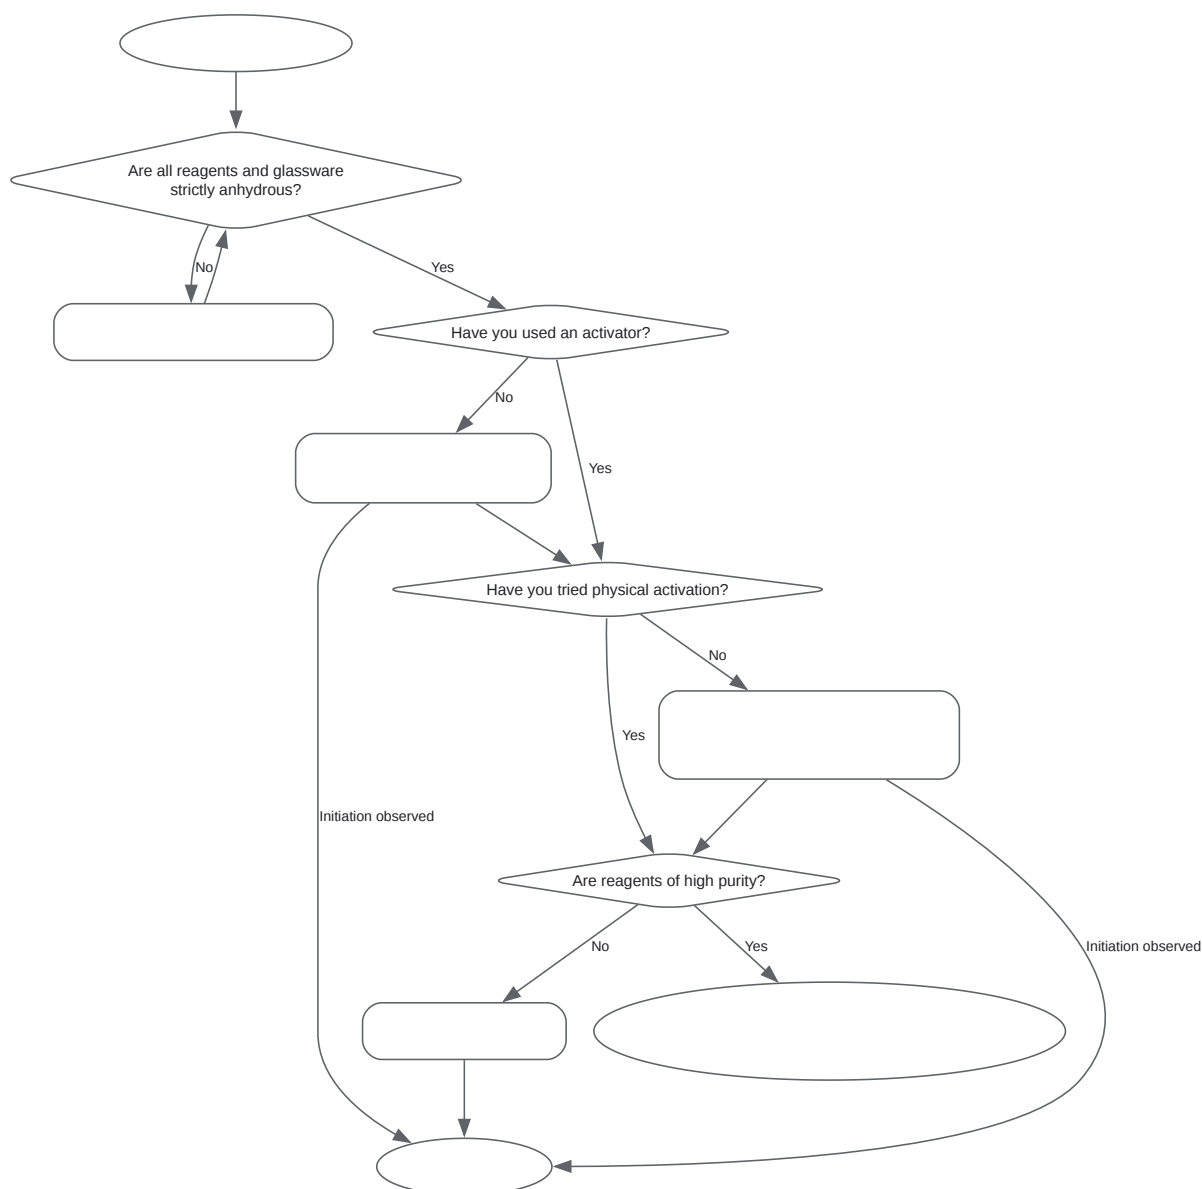 Are all reagents and glassware
strictly anhydrous?
No
Yes
Have you used an activator?
No
Yes
Have you tried physical activation?
No
Yes
Initiation observed
Are reagents of high purity?
No
Yes
Initiation observed